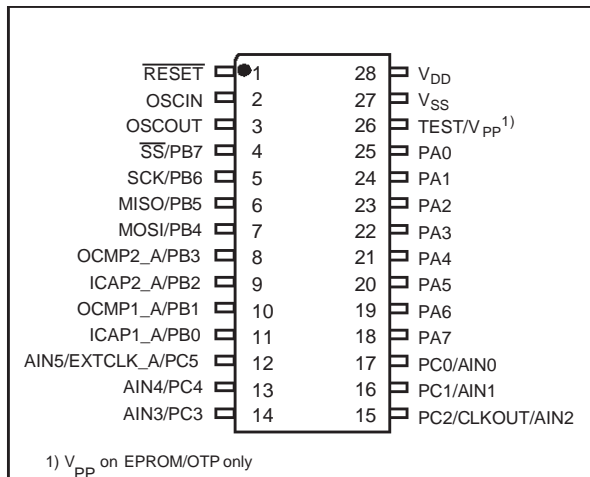 RESET 1 28 VDD
OSCIN 2 27 VSS
OSCOUT 3 26 TEST/VPP1)
SS/PB7 4 25 PA0
SCK/PB6 5 24 PA1
MISO/PB5 6 23 PA2
MOSI/PB4 7 22 PA3
OCMP2_A/PB3 8 21 PA4
ICAP2_A/PB2 9 20 PA5
OCMP1_A/PB1 10 19 PA6
ICAP1_A/PB0 11 18 PA7
AIN5/EXTCLK_A/PC5 12 17 PC0/AIN0
AIN4/PC4 13 16 PC1/AIN1
AIN3/PC3 14 15 PC2/CLKOUT/AIN2
1) VPP on EPROM/OTP only